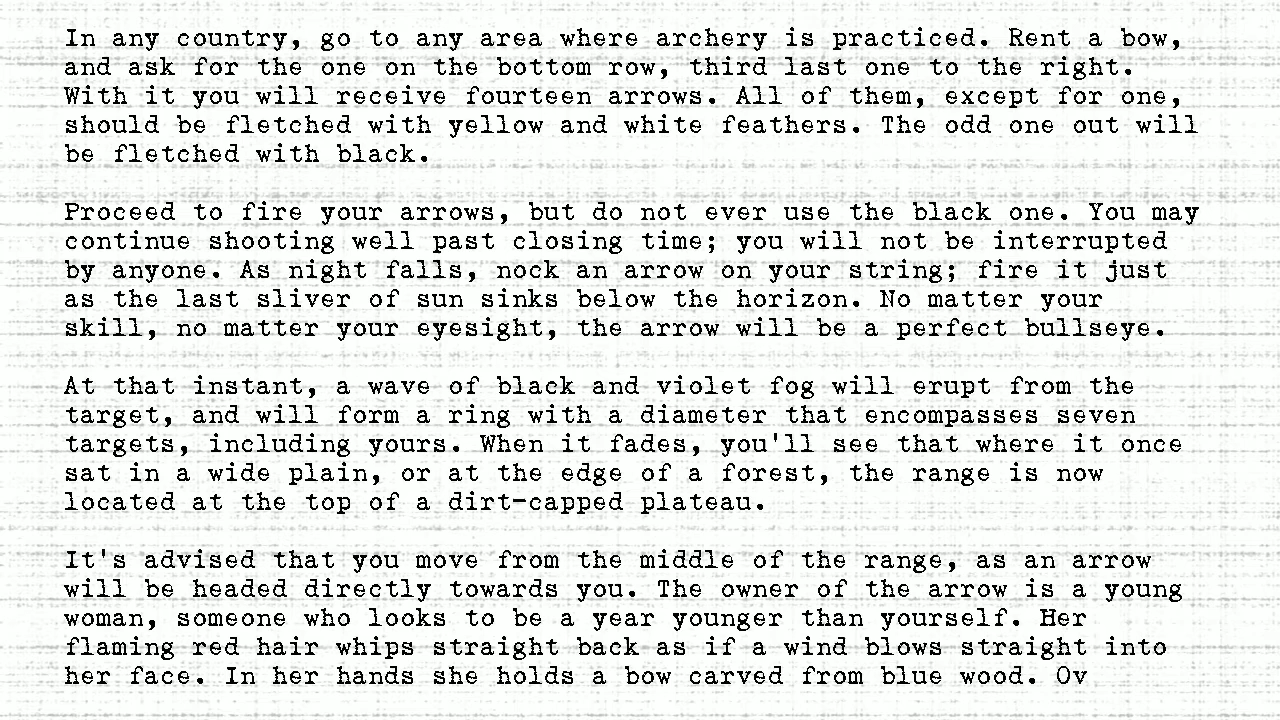 In any country, go to any area where archery is practiced. Rent a bow,
and ask for the one on the bottom row, third last one to the right.
With it you will receive fourteen arrows. All of them, except for one,
should be fletched with yellow and white feathers. The odd one out will
be fletched with black.

Proceed to fire your arrows, but do not ever use the black one. You may
continue shooting well past closing time; you will not be interrupted
by anyone. As night falls, nock an arrow on your string; fire it just
as the last sliver of sun sinks below the horizon. No matter your
skill, no matter your eyesight, the arrow will be a perfect bullseye.

At that instant, a wave of black and violet fog will erupt from the
target, and will form a ring with a diameter that encompasses seven
targets, including yours. When it fades, you'll see that where it once
sat in a wide plain, or at the edge of a forest, the range is now
located at the top of a dirt-capped plateau.

It's advised that you move from the middle of the range, as an arrow
will be headed directly towards you. The owner of the arrow is a young
woman, someone who looks to be a year younger than yourself. Her
flaming red hair whips straight back as if a wind blows straight into
her face. In her hands she holds a bow carved from blue wood. Ov